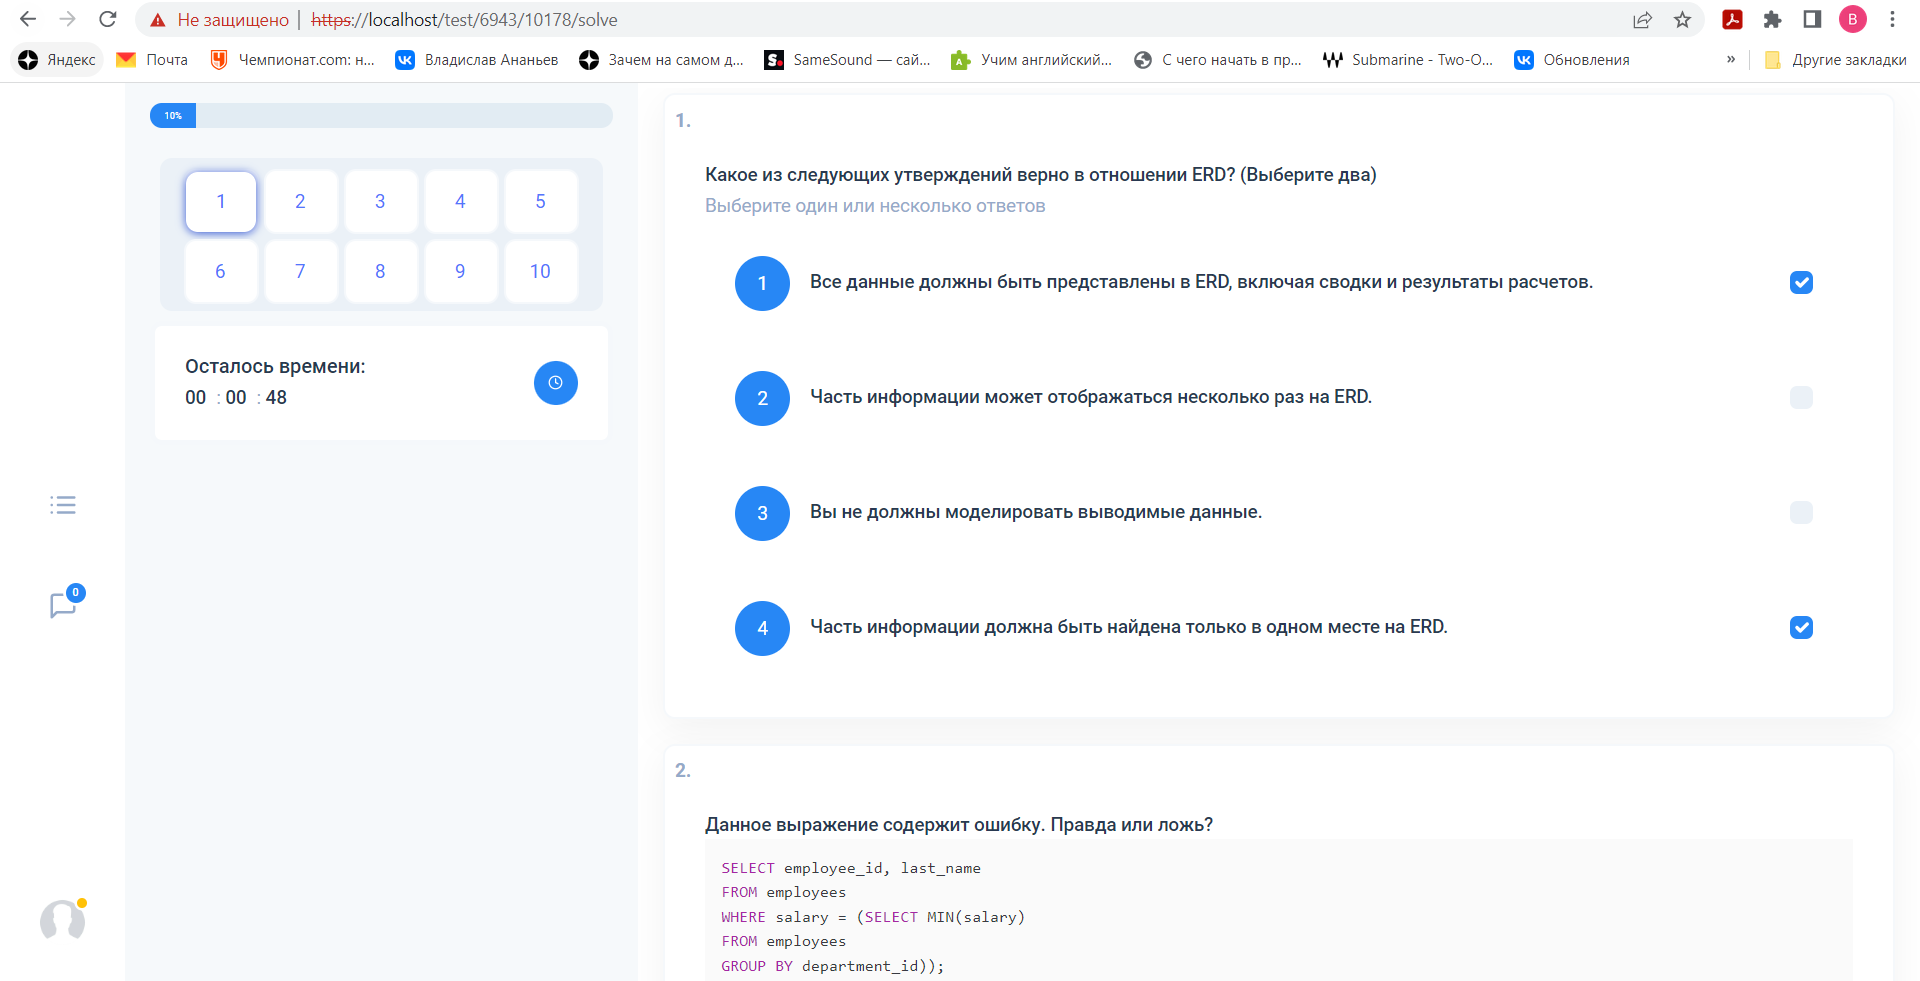 Не защищено | https://localhost/test/6943/10178/solve
B
Яндекс
Почта
Чемпионат.com: н...
Владислав Ананьев
Зачем на самом д...
SameSound — сай...
Учим английский...
С чего начать в пр...
Submarine - Two-O...
Обновления
»
Другие закладки
10%
1 2 3 4 5
6 7 8 9 10
Осталось времени:
00 : 00 : 48
0
1.
Какое из следующих утверждений верно в отношении ERD? (Выберите два)
Выберите один или несколько ответов
1 Все данные должны быть представлены в ERD, включая сводки и результаты расчетов.
2 Часть информации может отображаться несколько раз на ERD.
3 Вы не должны моделировать выводимые данные.
4 Часть информации должна быть найдена только в одном месте на ERD.
2.
Данное выражение содержит ошибку. Правда или ложь?
SELECT employee_id, last_name
FROM employees
WHERE salary = (SELECT MIN(salary)
FROM employees
GROUP BY department_id));